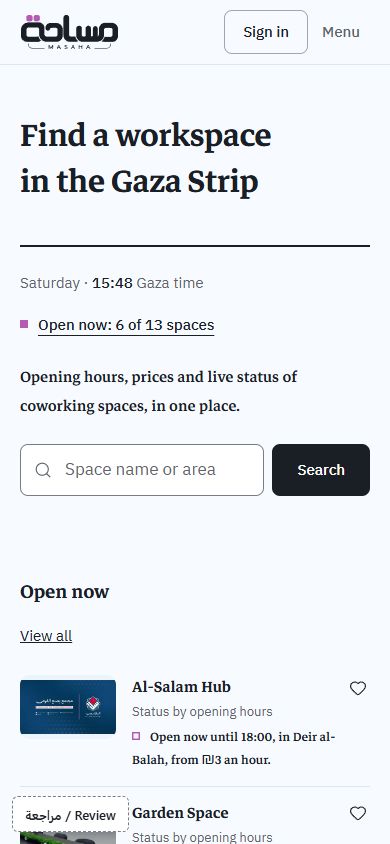 مساحة
MASAHA
Sign in
Menu
Find a workspace
in the Gaza Strip
Saturday · 15:48 Gaza time
Open now: 6 of 13 spaces
Opening hours, prices and live status of
coworking spaces, in one place.
Space name or area
Search
Open now
View all
Al-Salam Hub
Status by opening hours
Open now until 18:00, in Deir al-
Balah, from ₪3 an hour.
مراجعة / Review
Garden Space
Status by opening hours